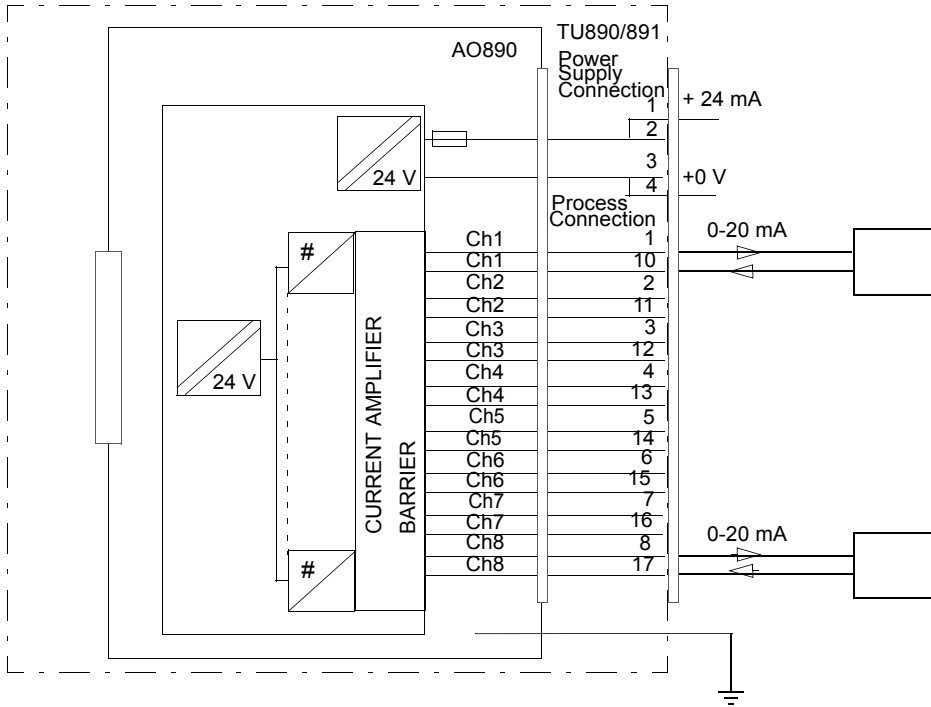 TU890/891
AO890
Power
Supply
Connection
1
+ 24 mA
2
3
24 V
4
+0 V
Process
Connection
0-20 mA
Ch1 1
#
Ch1 10
Ch2 2
Ch2 11
Ch3 3
Ch3 12
24 V
Ch4 4
Ch4 13
Ch5 5
Ch5 14
Ch6 6
Ch6 15
Ch7 7
Ch7 16
0-20 mA
Ch8 8
#
Ch8 17
CURRENT AMPLIFIER
BARRIER